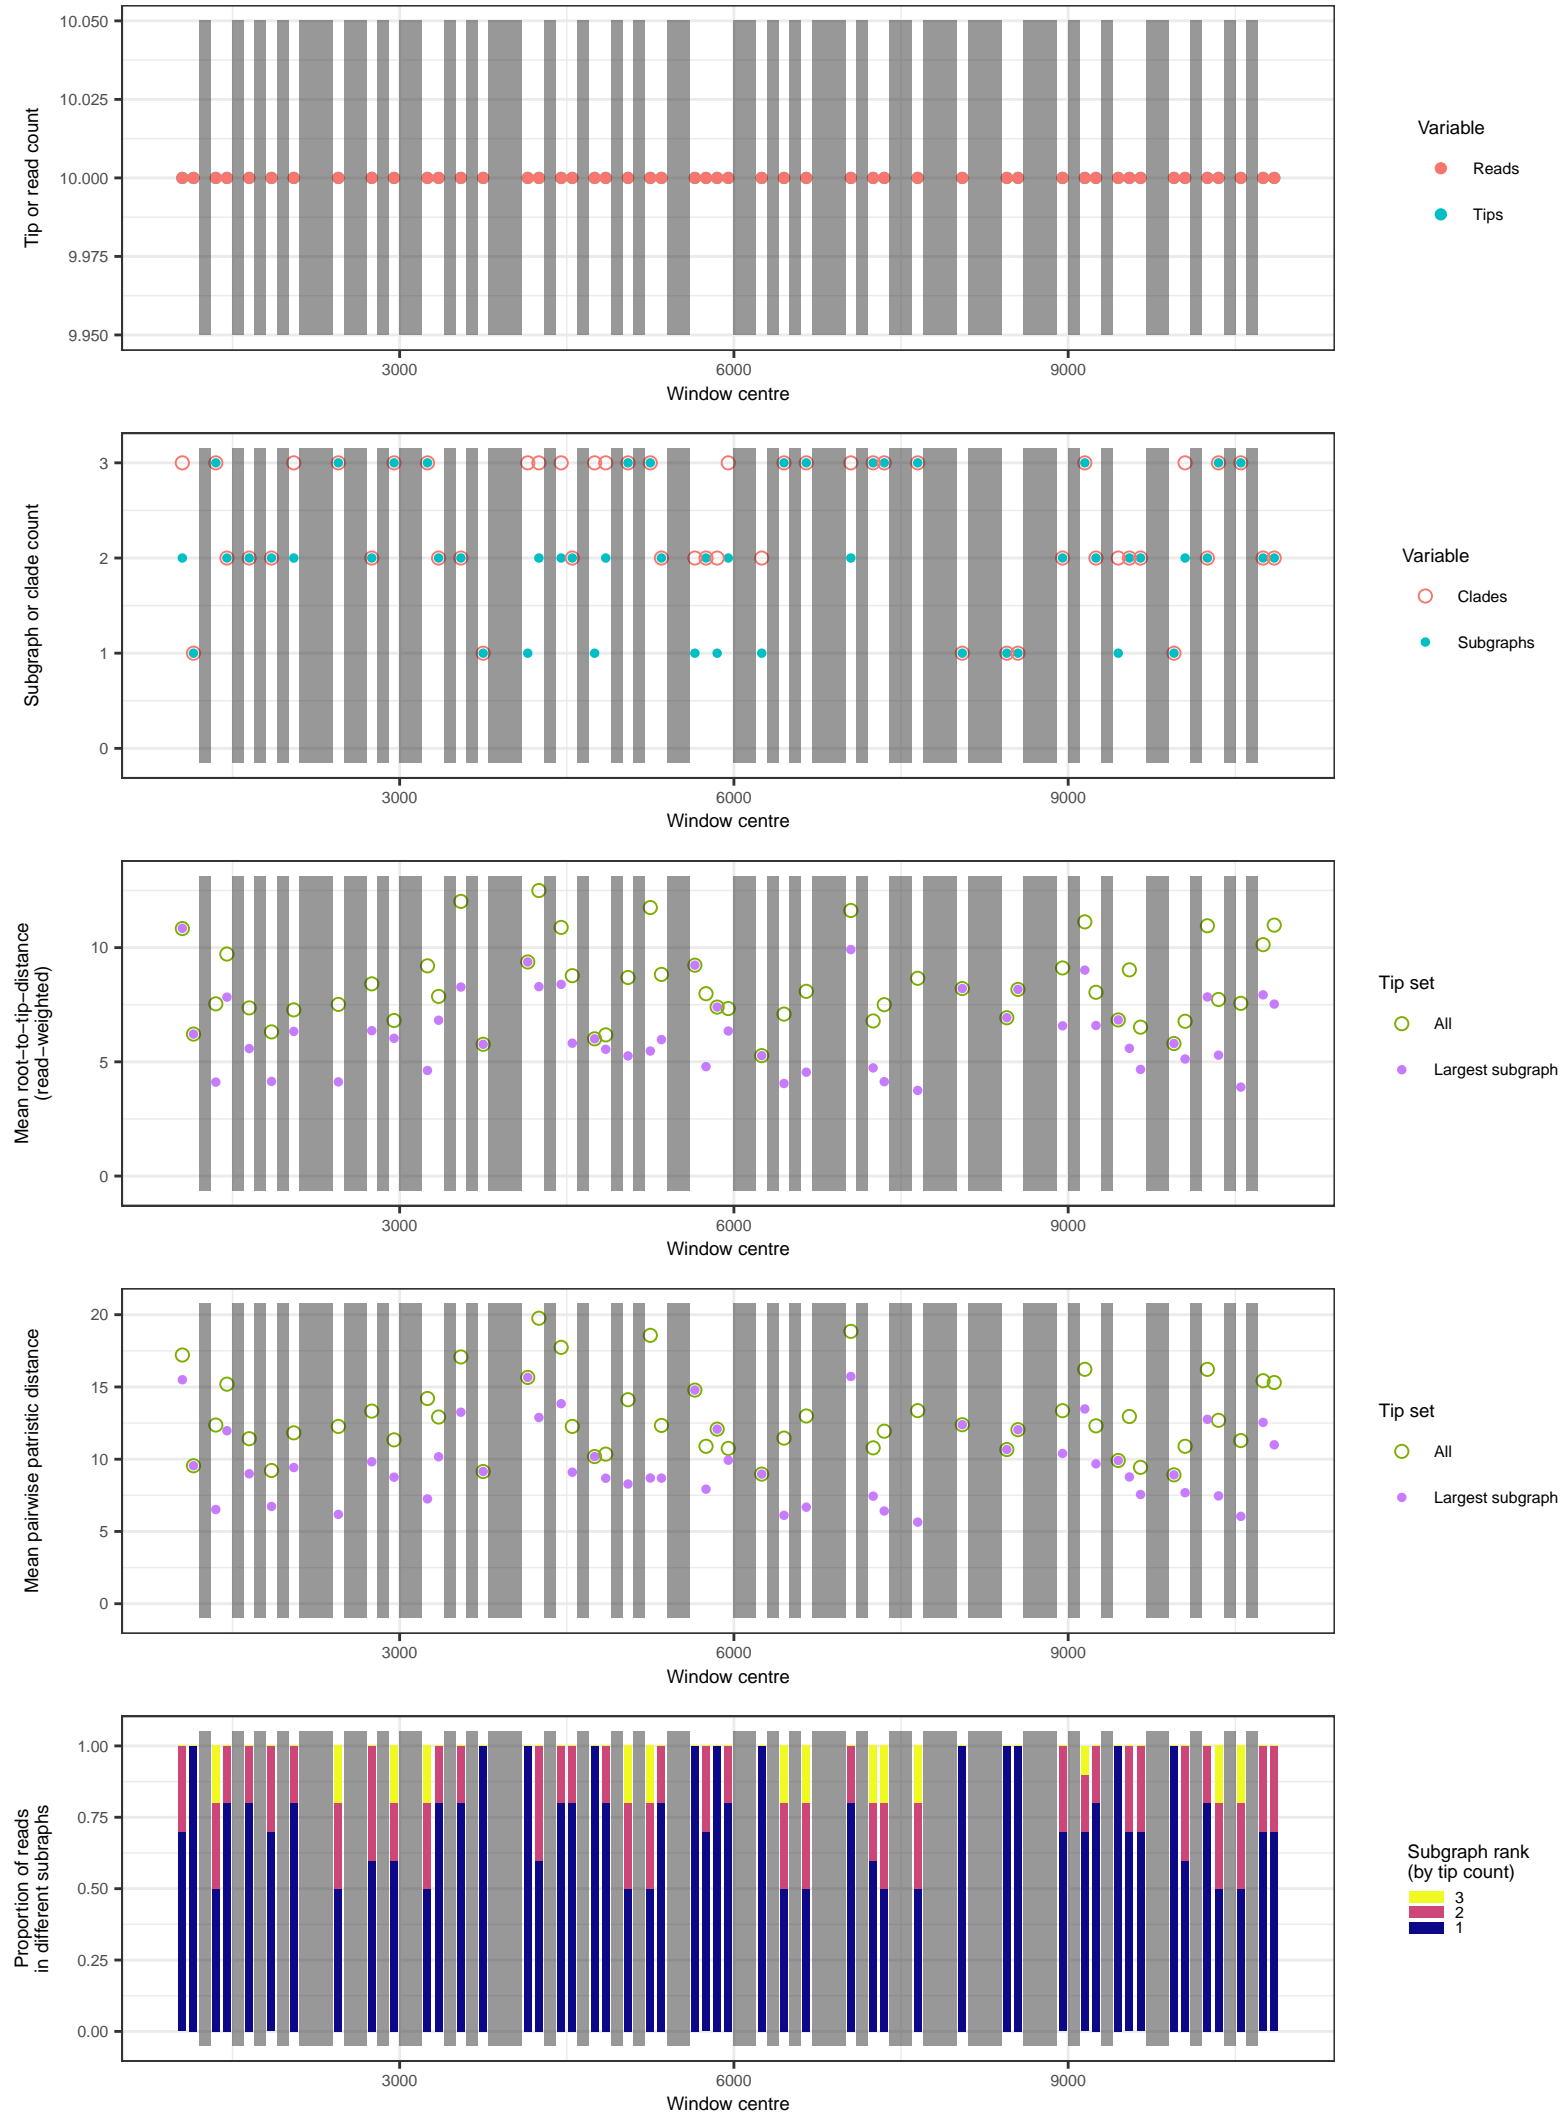 10.050
10.025
10.000
9.975
9.950
Tip or read count
3000 6000 9000
Window centre
Variable
Reads
Tips
3
2
1
0
Subgraph or clade count
3000 6000 9000
Window centre
Variable
Clades
Subgraphs
10
5
0
Mean root−to−tip−distance
(read−weighted)
3000 6000 9000
Window centre
Tip set
All
Largest subgraph
20
15
10
5
0
Mean pairwise patristic distance
3000 6000 9000
Window centre
Tip set
All
Largest subgraph
1.00
0.75
0.50
0.25
0.00
Proportion of reads
in different subraphs
3000 6000 9000
Window centre
Subgraph rank
(by tip count)
3
2
1